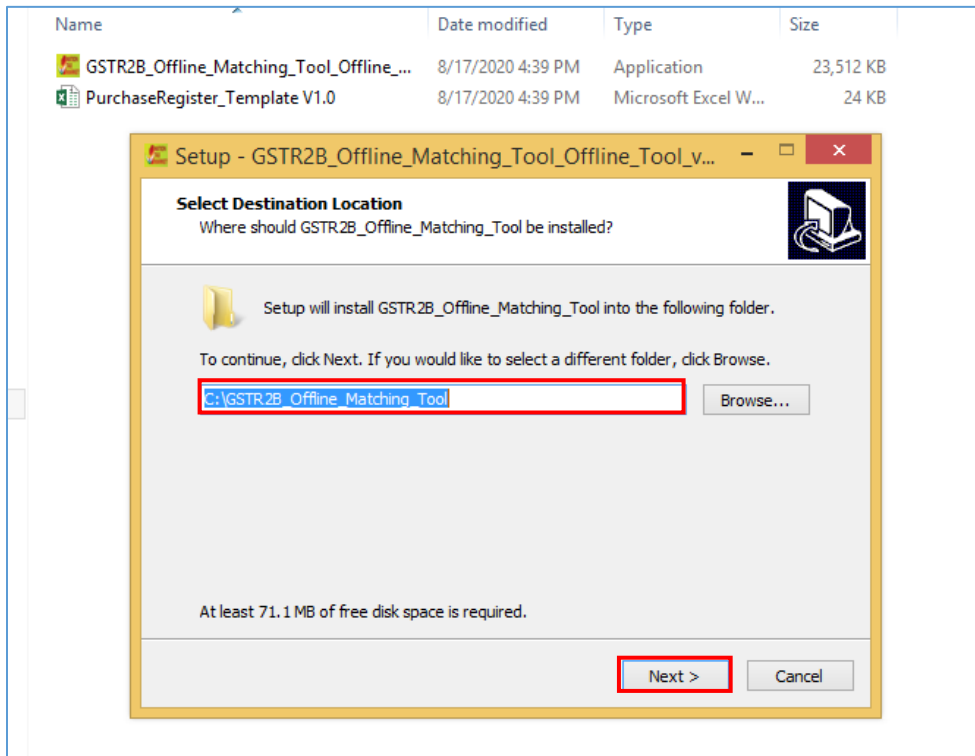 Name Date modified Type Size
GSTR2B_Offline_Matching_Tool_Offline_... 8/17/2020 4:39 PM Application 23,512 KB
PurchaseRegister_Template V1.0 8/17/2020 4:39 PM Microsoft Excel W... 24 KB
Setup - GSTR2B_Offline_Matching_Tool_Offline_Tool_v...
Select Destination Location
Where should GSTR2B_Offline_Matching_Tool be installed?
Setup will install GSTR2B_Offline_Matching_Tool into the following folder.
To continue, click Next. If you would like to select a different folder, click Browse.
C:\GSTR2B_Offline_Matching_Tool Browse...
At least 71.1 MB of free disk space is required.
Next > Cancel